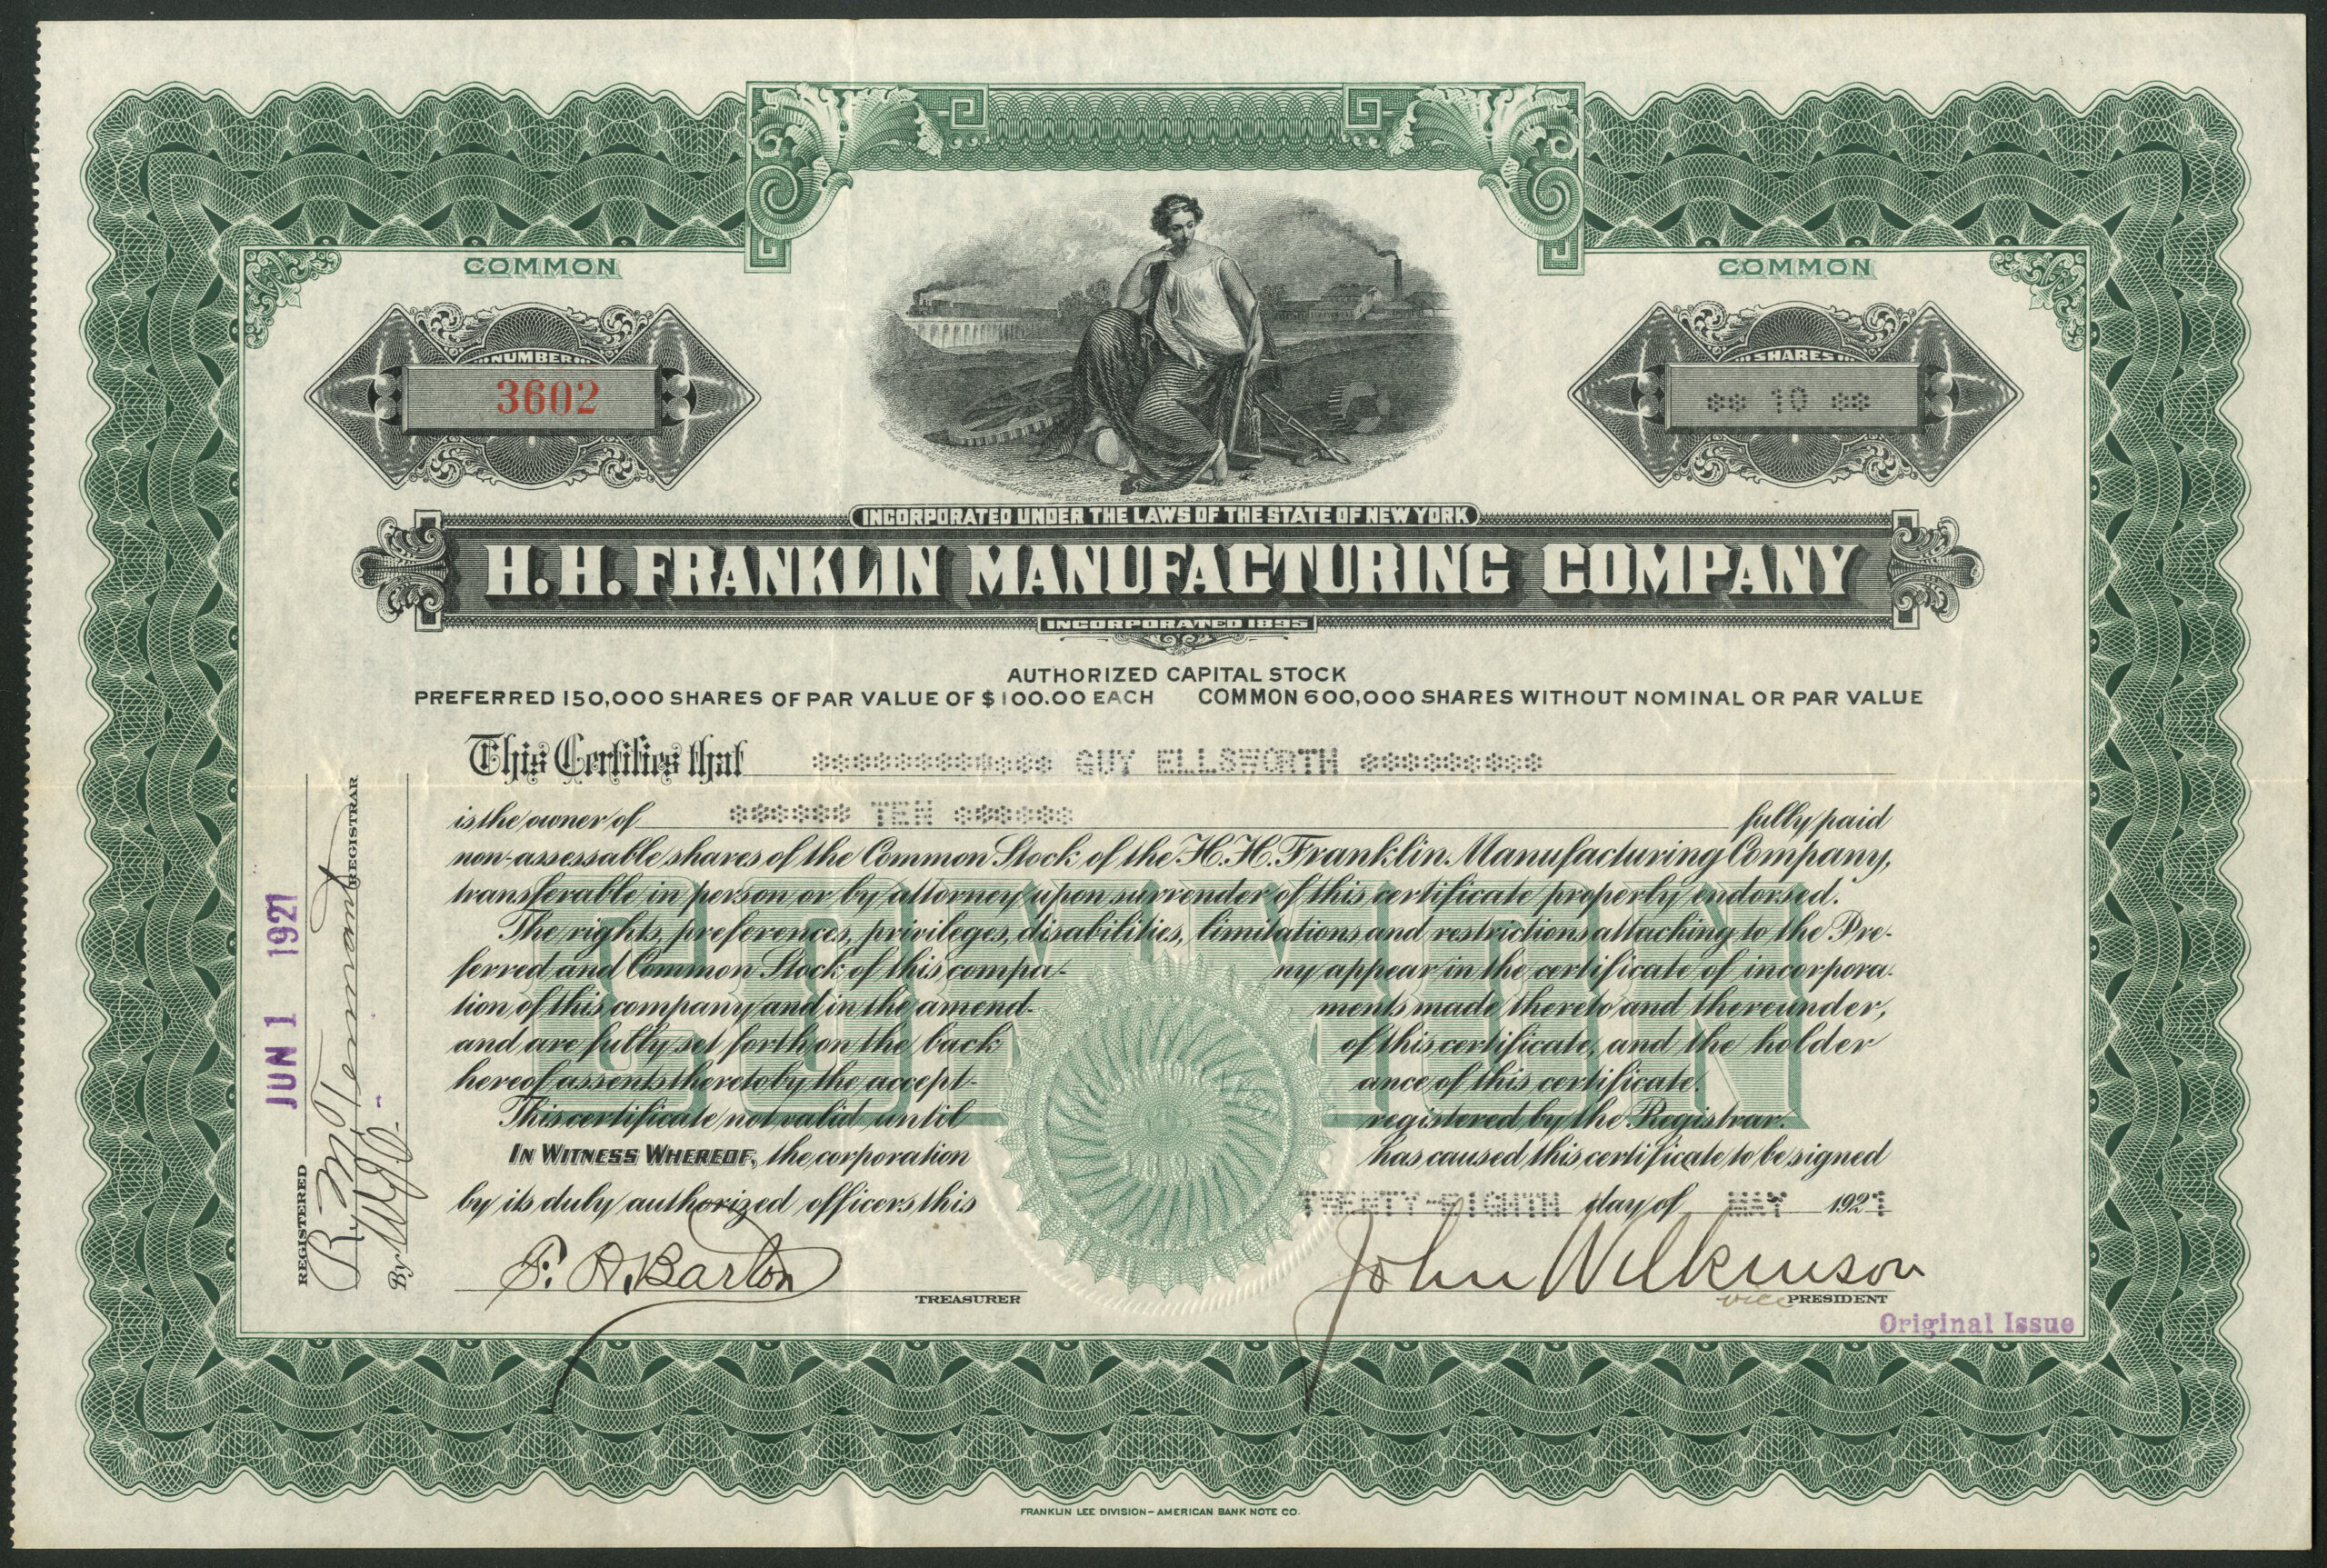 COMMON
COMMON
NUMBER
3602
SHARES
** 10 **
INCORPORATED UNDER THE LAWS OF THE STATE OF NEW YORK
H. H. FRANKLIN MANUFACTURING COMPANY
INCORPORATED 1895
AUTHORIZED CAPITAL STOCK
PREFERRED 150,000 SHARES OF PAR VALUE OF $100.00 EACH COMMON 600,000 SHARES WITHOUT NOMINAL OR PAR VALUE
This Certifies that ************* GUY ELLSWORTH **********
is the owner of ****** TEN ****** fully paid
non-assessable shares of the Common Stock of the H. H. Franklin Manufacturing Company,
transferable in person or by attorney upon surrender of this certificate properly endorsed.
The rights, preferences, privileges, disabilities, limitations and restrictions attaching to the Pre-
ferred and Common Stock of this compa- ny appear in the certificate of incorpora-
tion of this company and in the amend- ments made thereto and thereunder,
and are fully set forth on the back of this certificate, and the holder
hereof assents thereto by the accept- ance of this certificate.
This certificate not valid until registered by the Registrar.
IN WITNESS WHEREOF, the corporation has caused this certificate to be signed
by its duly authorized officers this TWENTY-EIGHTH day of MAY 1921
F. A. Barton
TREASURER
John Wilkinson
vice PRESIDENT
Original Issue
COMMON
JUN 1 1921
REGISTERED
REGISTRAR
By
FRANKLIN LEE DIVISION - AMERICAN BANK NOTE CO.